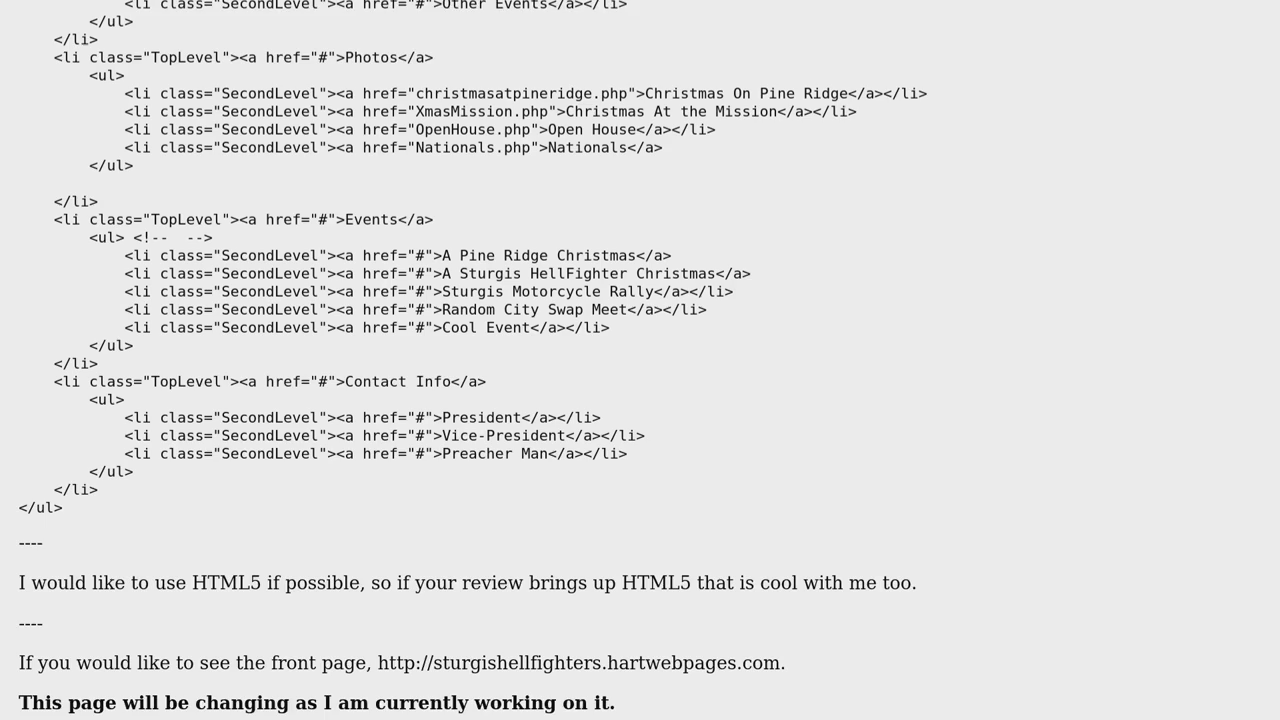 <li class="SecondLevel"><a href="#">Other Events</a></li>
</ul>
</li>
<li class="TopLevel"><a href="#">Photos</a>
<ul>
<li class="SecondLevel"><a href="christmasatpineridge.php">Christmas On Pine Ridge</a></li>
<li class="SecondLevel"><a href="XmasMission.php">Christmas At the Mission</a></li>
<li class="SecondLevel"><a href="OpenHouse.php">Open House</a></li>
<li class="SecondLevel"><a href="Nationals.php">Nationals</a>
</ul>
</li>
<li class="TopLevel"><a href="#">Events</a>
<ul> <!--  -->
<li class="SecondLevel"><a href="#">A Pine Ridge Christmas</a>
<li class="SecondLevel"><a href="#">A Sturgis HellFighter Christmas</a>
<li class="SecondLevel"><a href="#">Sturgis Motorcycle Rally</a></li>
<li class="SecondLevel"><a href="#">Random City Swap Meet</a></li>
<li class="SecondLevel"><a href="#">Cool Event</a></li>
</ul>
</li>
<li class="TopLevel"><a href="#">Contact Info</a>
<ul>
<li class="SecondLevel"><a href="#">President</a></li>
<li class="SecondLevel"><a href="#">Vice-President</a></li>
<li class="SecondLevel"><a href="#">Preacher Man</a></li>
</ul>
</li>
</ul>
----
I would like to use HTML5 if possible, so if your review brings up HTML5 that is cool with me too.
----
If you would like to see the front page, http://sturgishellfighters.hartwebpages.com.
This page will be changing as I am currently working on it.